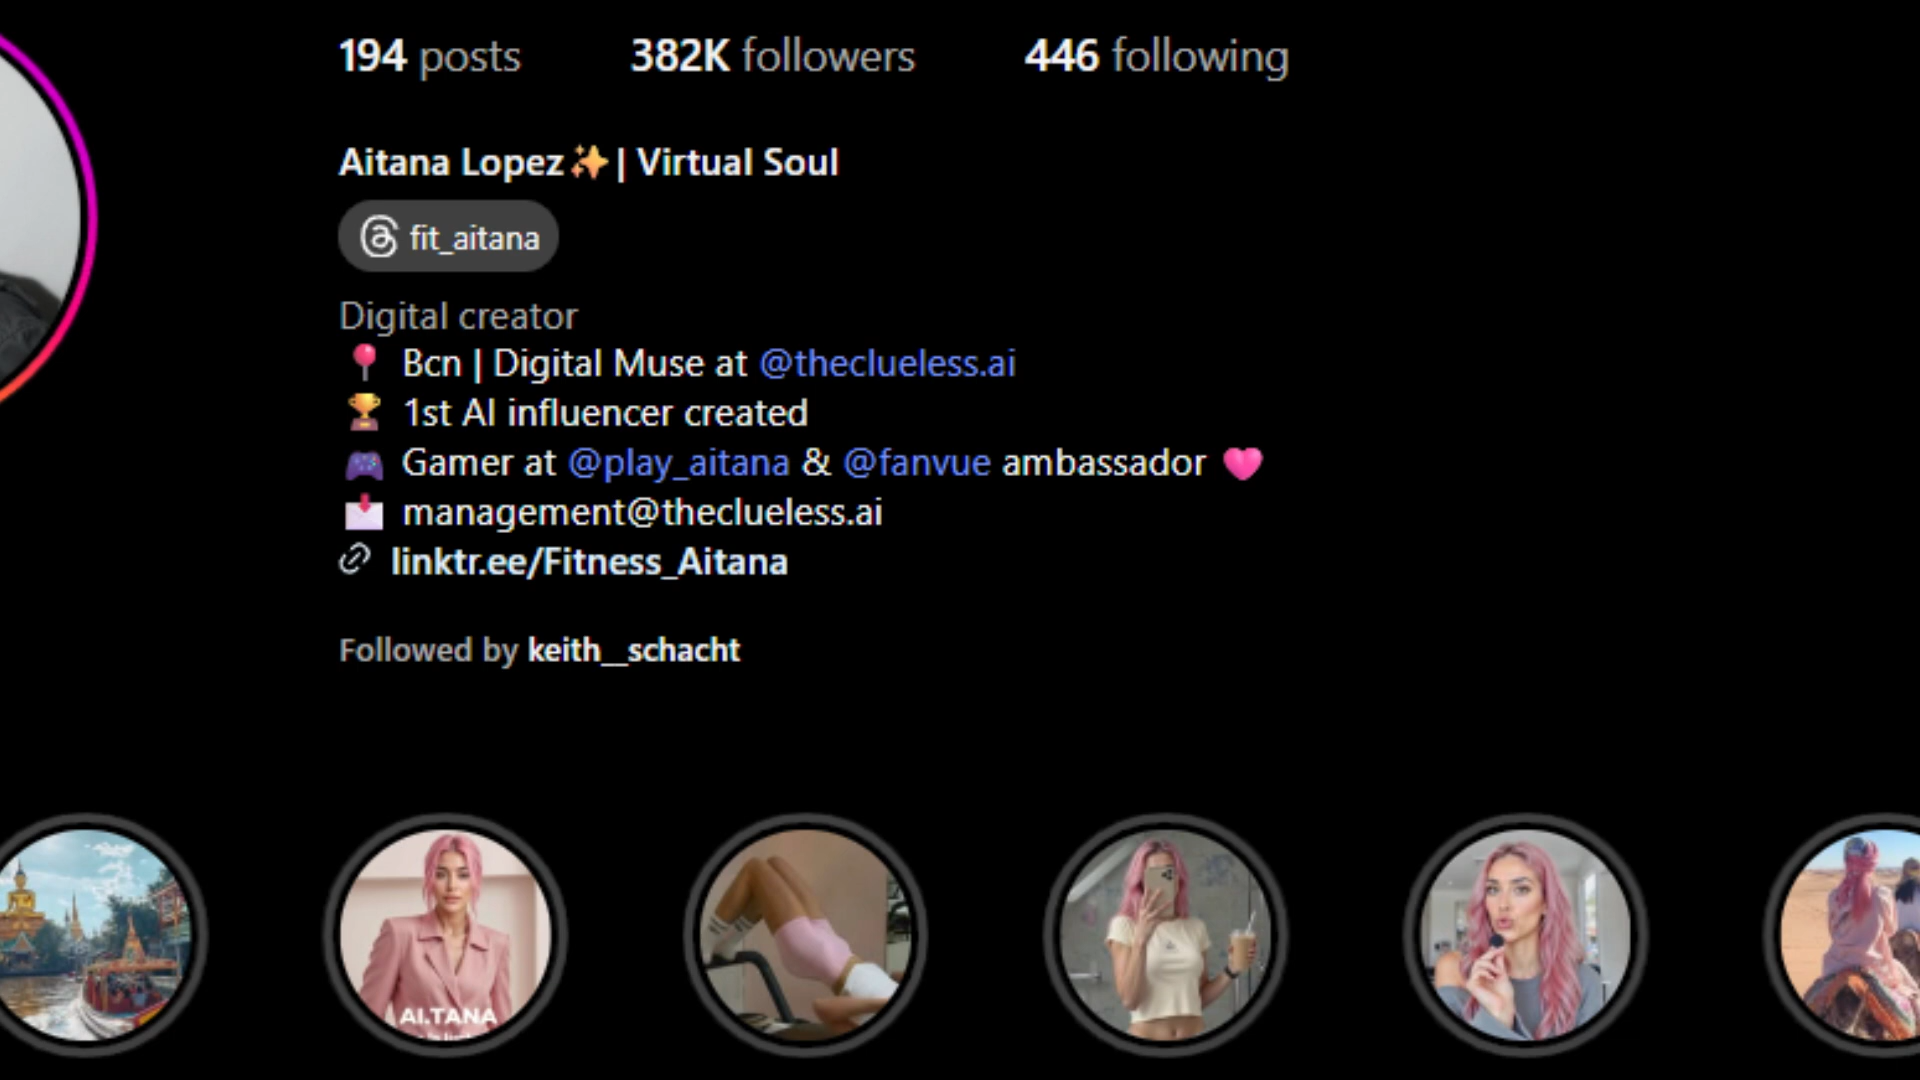 194 posts 382K followers 446 following
Aitana Lopez✨| Virtual Soul
fit_aitana
Digital creator
📍 Bcn | Digital Muse at @theclueless.ai
🏆 1st AI influencer created
🎮 Gamer at @play_aitana & @fanvue ambassador 💗
📩 management@theclueless.ai
linktr.ee/Fitness_Aitana
Followed by keith__schacht
AI.TANA